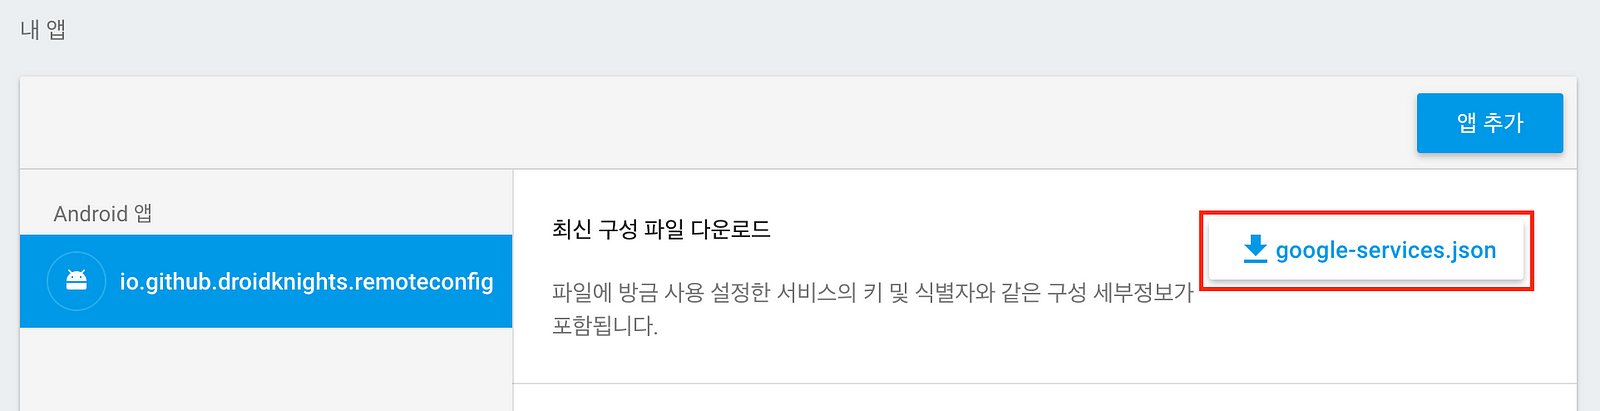 내 앱
앱 추가
Android 앱
io.github.droidknights.remoteconfig
최신 구성 파일 다운로드
google-services.json
파일에 방금 사용 설정한 서비스의 키 및 식별자와 같은 구성 세부정보가
포함됩니다.